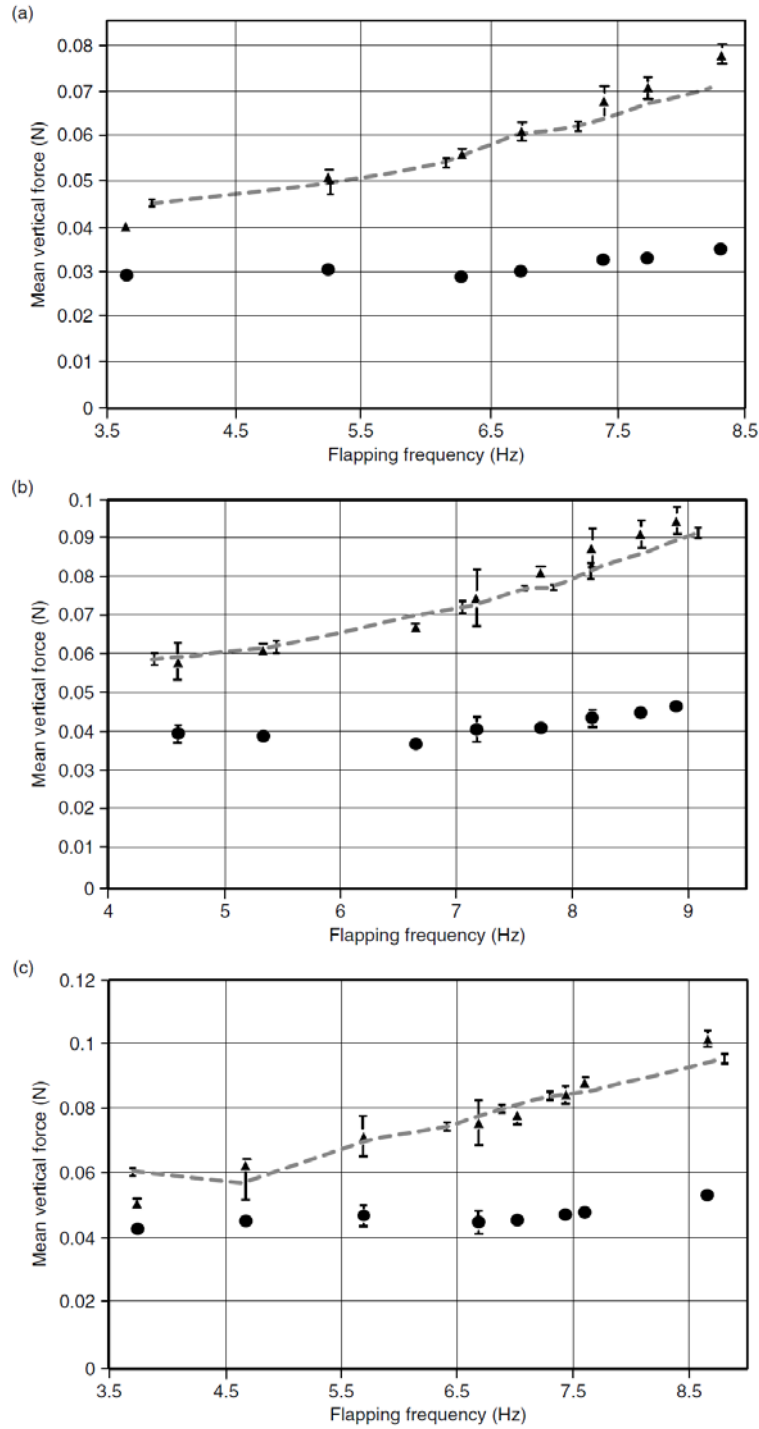 (a)
0.08
0.07
0.06
0.05
0.04
0.03
0.02
0.01
0
Mean vertical force (N)
3.5 4.5 5.5 6.5 7.5 8.5
Flapping frequency (Hz)
(b)
0.1
0.09
0.08
0.07
0.06
0.05
0.04
0.03
0.02
0.01
0
Mean vertical force (N)
4 5 6 7 8 9
Flapping frequency (Hz)
(c)
0.12
0.1
0.08
0.06
0.04
0.02
0
Mean vertical force (N)
3.5 4.5 5.5 6.5 7.5 8.5
Flapping frequency (Hz)